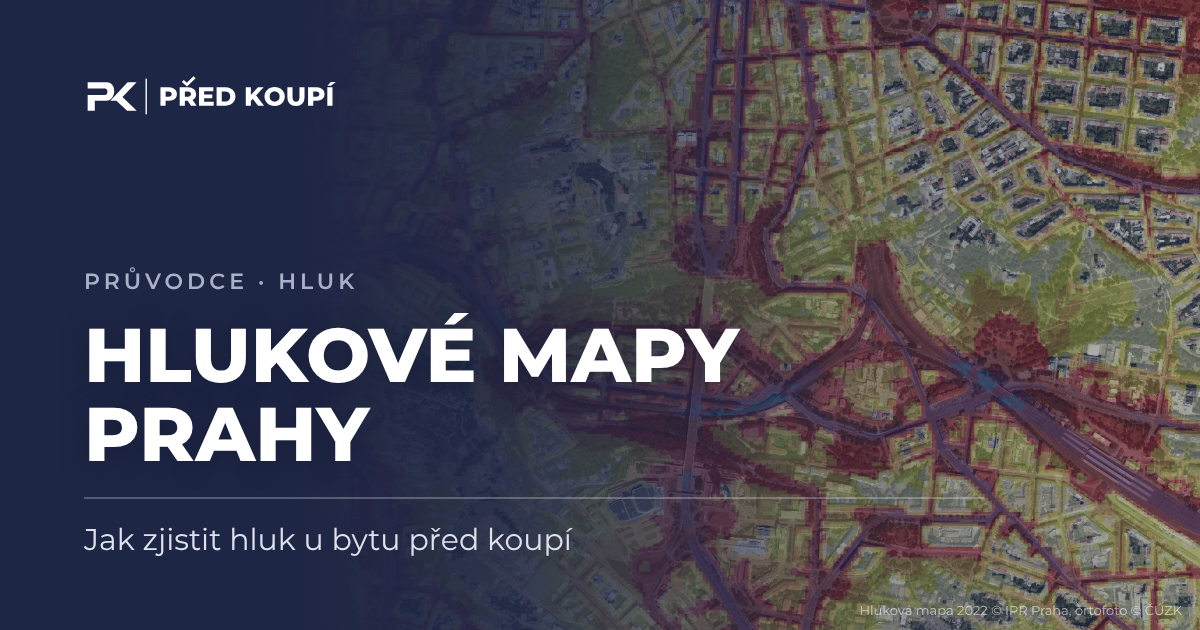 PK | PŘED KOUPÍ
PRŮVODCE · HLUK
HLUKOVÉ MAPY
PRAHY
Jak zjistit hluk u bytu před koupí
Hluková mapa 2022 © IPR Praha, ortofoto © ČÚZK